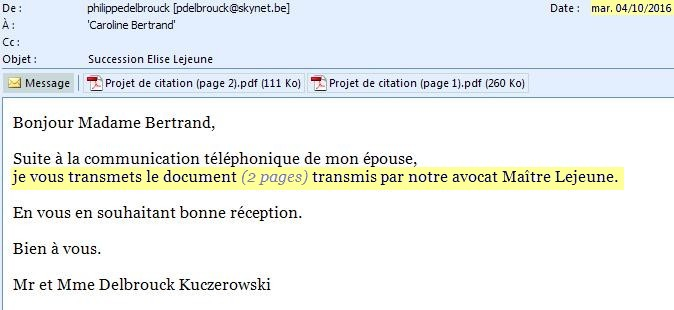 De : philippedelbrouck [pdelbrouck@skynet.be] Date : mar. 04/10/2016
À : 'Caroline Bertrand'
Cc :
Objet : Succession Elise Lejeune
Message Projet de citation (page 2).pdf (111 Ko) Projet de citation (page 1).pdf (260 Ko)
Bonjour Madame Bertrand,
Suite à la communication téléphonique de mon épouse,
je vous transmets le document (2 pages) transmis par notre avocat Maître Lejeune.
En vous en souhaitant bonne réception.
Bien à vous.
Mr et Mme Delbrouck Kuczerowski